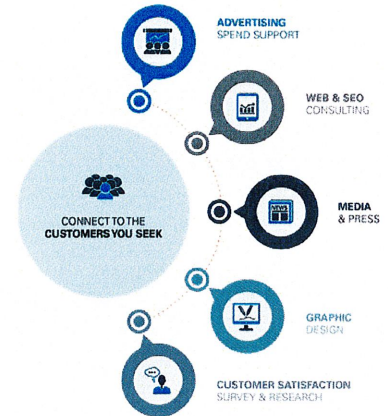 ADVERTISING
SPEND SUPPORT
WEB & SEO
CONSULTING
CONNECT TO THE
CUSTOMERS YOU SEEK
NEWS
MEDIA
& PRESS
GRAPHIC
DESIGN
CUSTOMER SATISFACTION
SURVEY & RESEARCH